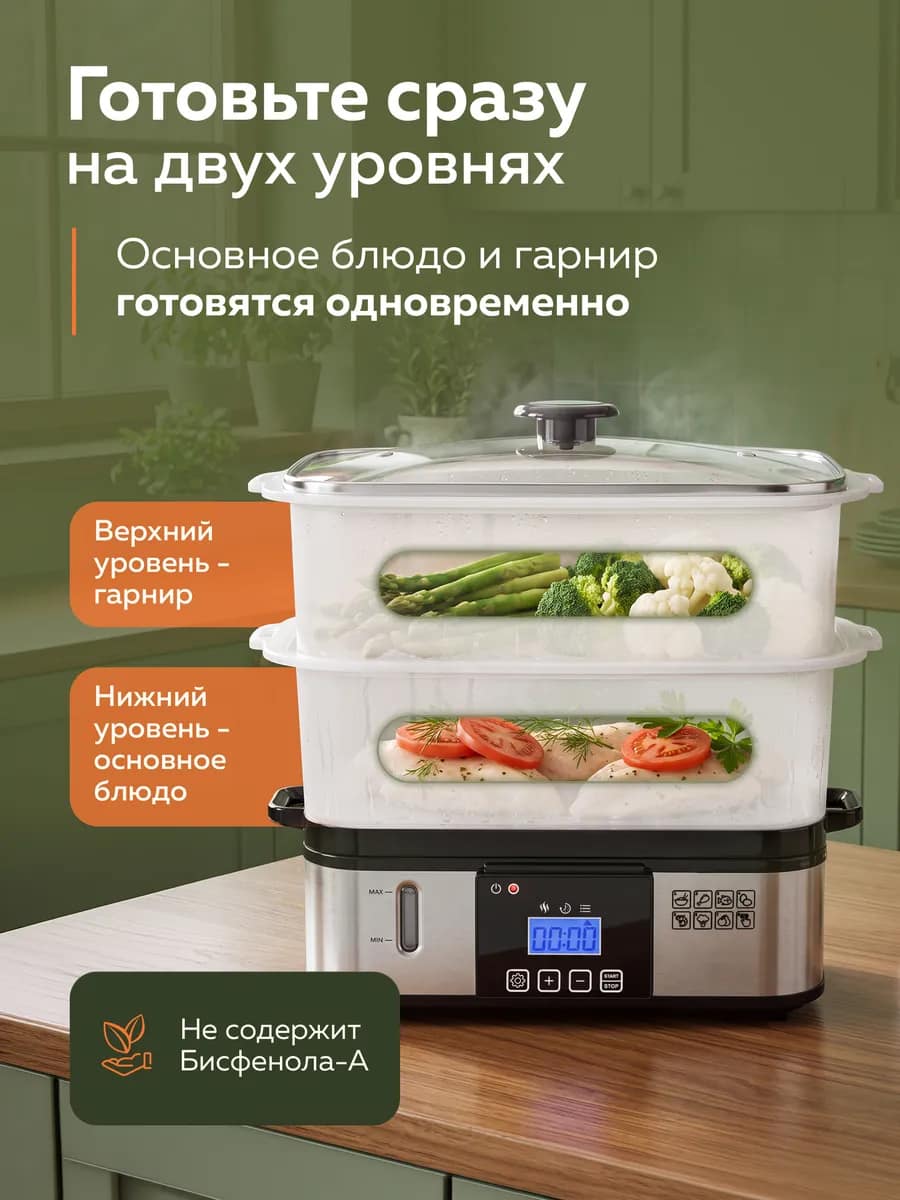 Готовьте сразу
на двух уровнях
Основное блюдо и гарнир
готовятся одновременно
Верхний
уровень -
гарнир
Нижний
уровень -
основное
блюдо
MAX
MIN
00:00
+
-
START
STOP
Не содержит
Бисфенола-А